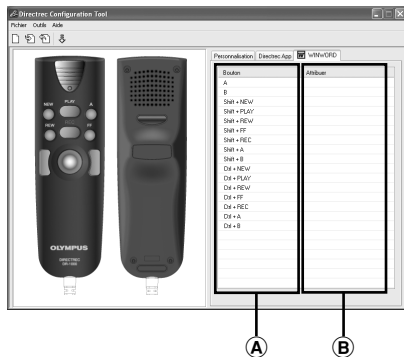 Directrec Configuration Tool
Fichier Outils Aide
Personnalisation Directrec App WINWORD
Bouton Attribuer
A
B
Shift + NEW
Shift + PLAY
Shift + REW
Shift + FF
Shift + REC
Shift + A
Shift + B
Ctrl + NEW
Ctrl + PLAY
Ctrl + REW
Ctrl + FF
Ctrl + REC
Ctrl + A
Ctrl + B
NEW PLAY A
REW FF
OLYMPUS
DIRECTREC
A B